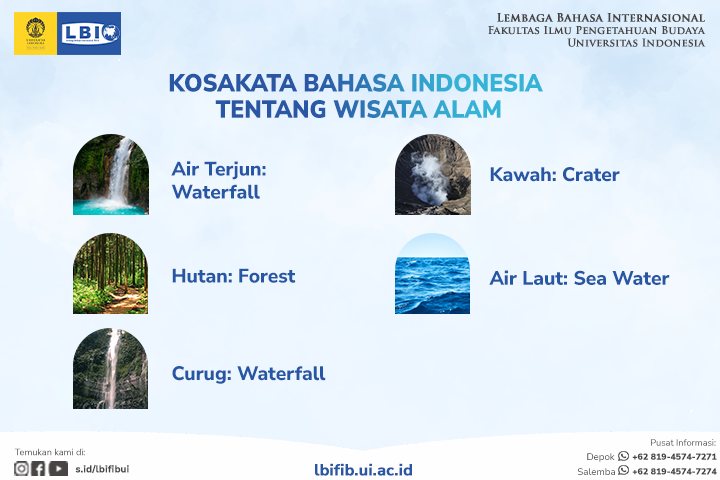 LBI
LEMBAGA BAHASA INTERNASIONAL
FAKULTAS ILMU PENGETAHUAN BUDAYA
UNIVERSITAS INDONESIA
KOSAKATA BAHASA INDONESIA
TENTANG WISATA ALAM
Air Terjun:
Waterfall
Kawah: Crater
Hutan: Forest
Air Laut: Sea Water
Curug: Waterfall
Temukan kami di:
s.id/lbifibui
lbifib.ui.ac.id
Pusat Informasi:
Depok +62 819-4574-7271
Salemba +62 819-4574-7274